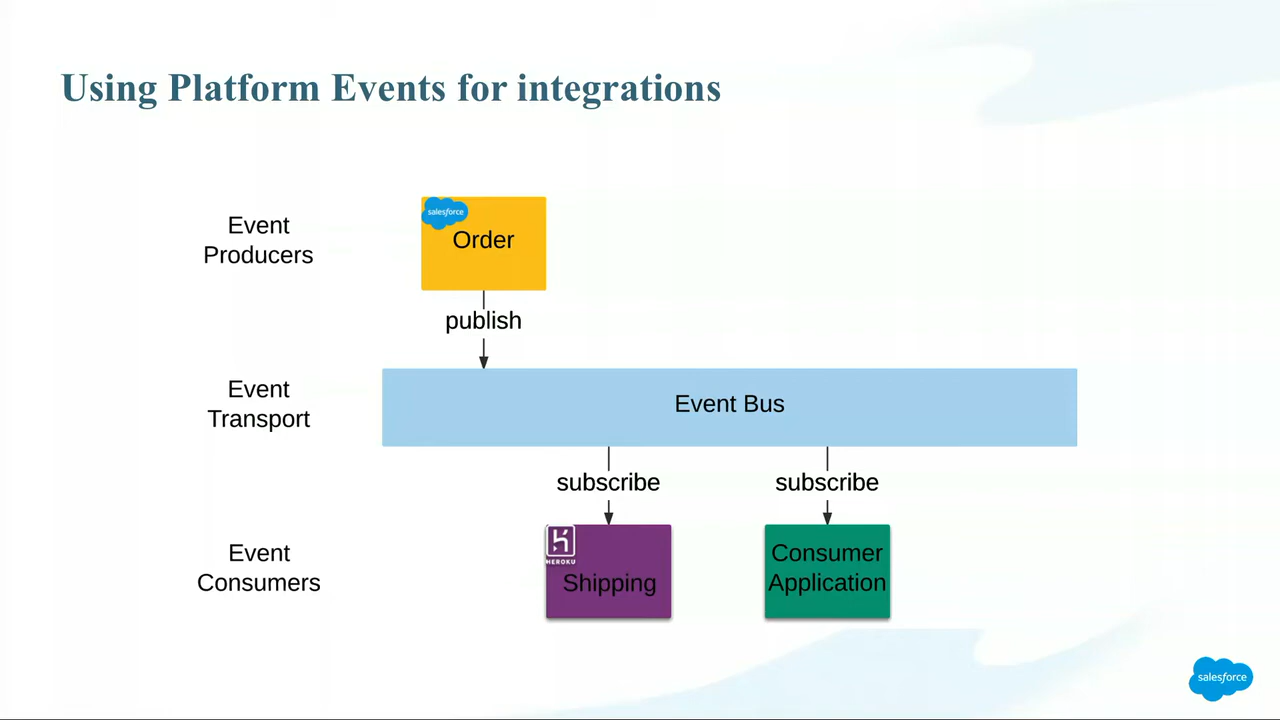 Using Platform Events for integrations
Event
Producers
salesforce
Order
publish
Event
Transport
Event Bus
subscribe
subscribe
Event
Consumers
HEROKU
Shipping
Consumer
Application
salesforce